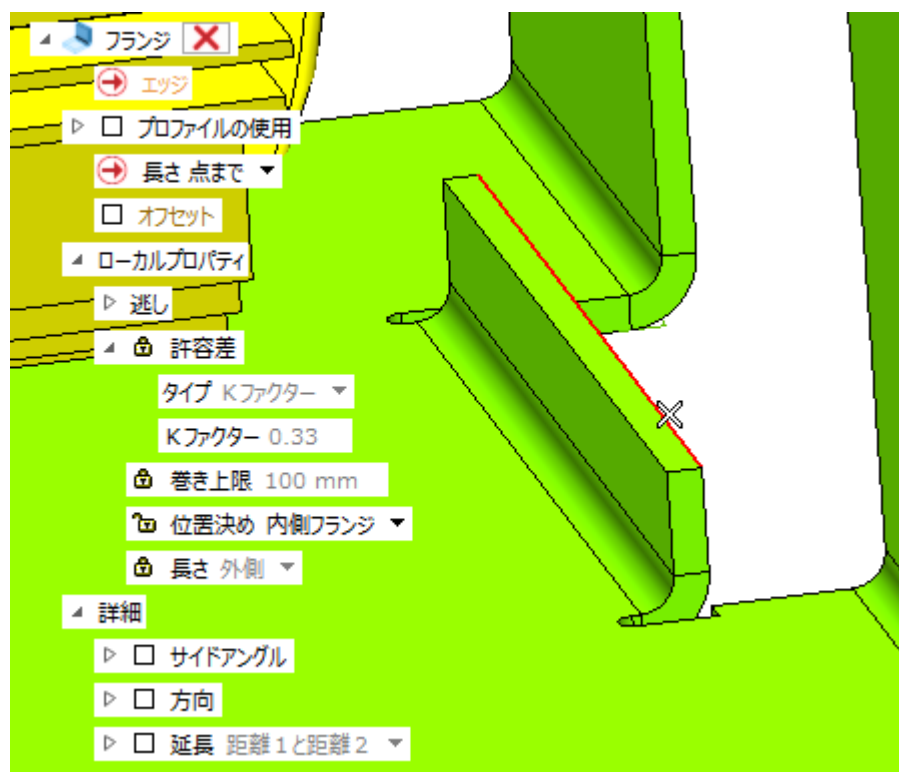 フランジ
エッジ
プロファイルの使用
長さ 点まで
オフセット
ローカルプロパティ
逃し
許容差
タイプ Kファクター
Kファクター 0.33
巻き上限 100 mm
位置決め 内側フランジ
長さ 外側
詳細
サイドアングル
方向
延長 距離1と距離2